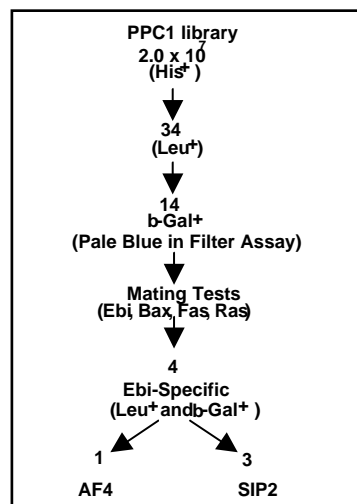 PPC1 library
2.0 x 10^7
(His+)
34
(Leu+)
14
b-Gal+
(Pale Blue in Filter Assay)
Mating Tests
(Ebi, Bax, Fas, Ras)
4
Ebi-Specific
(Leu+ and b-Gal+)
1 3
AF4 SIP2